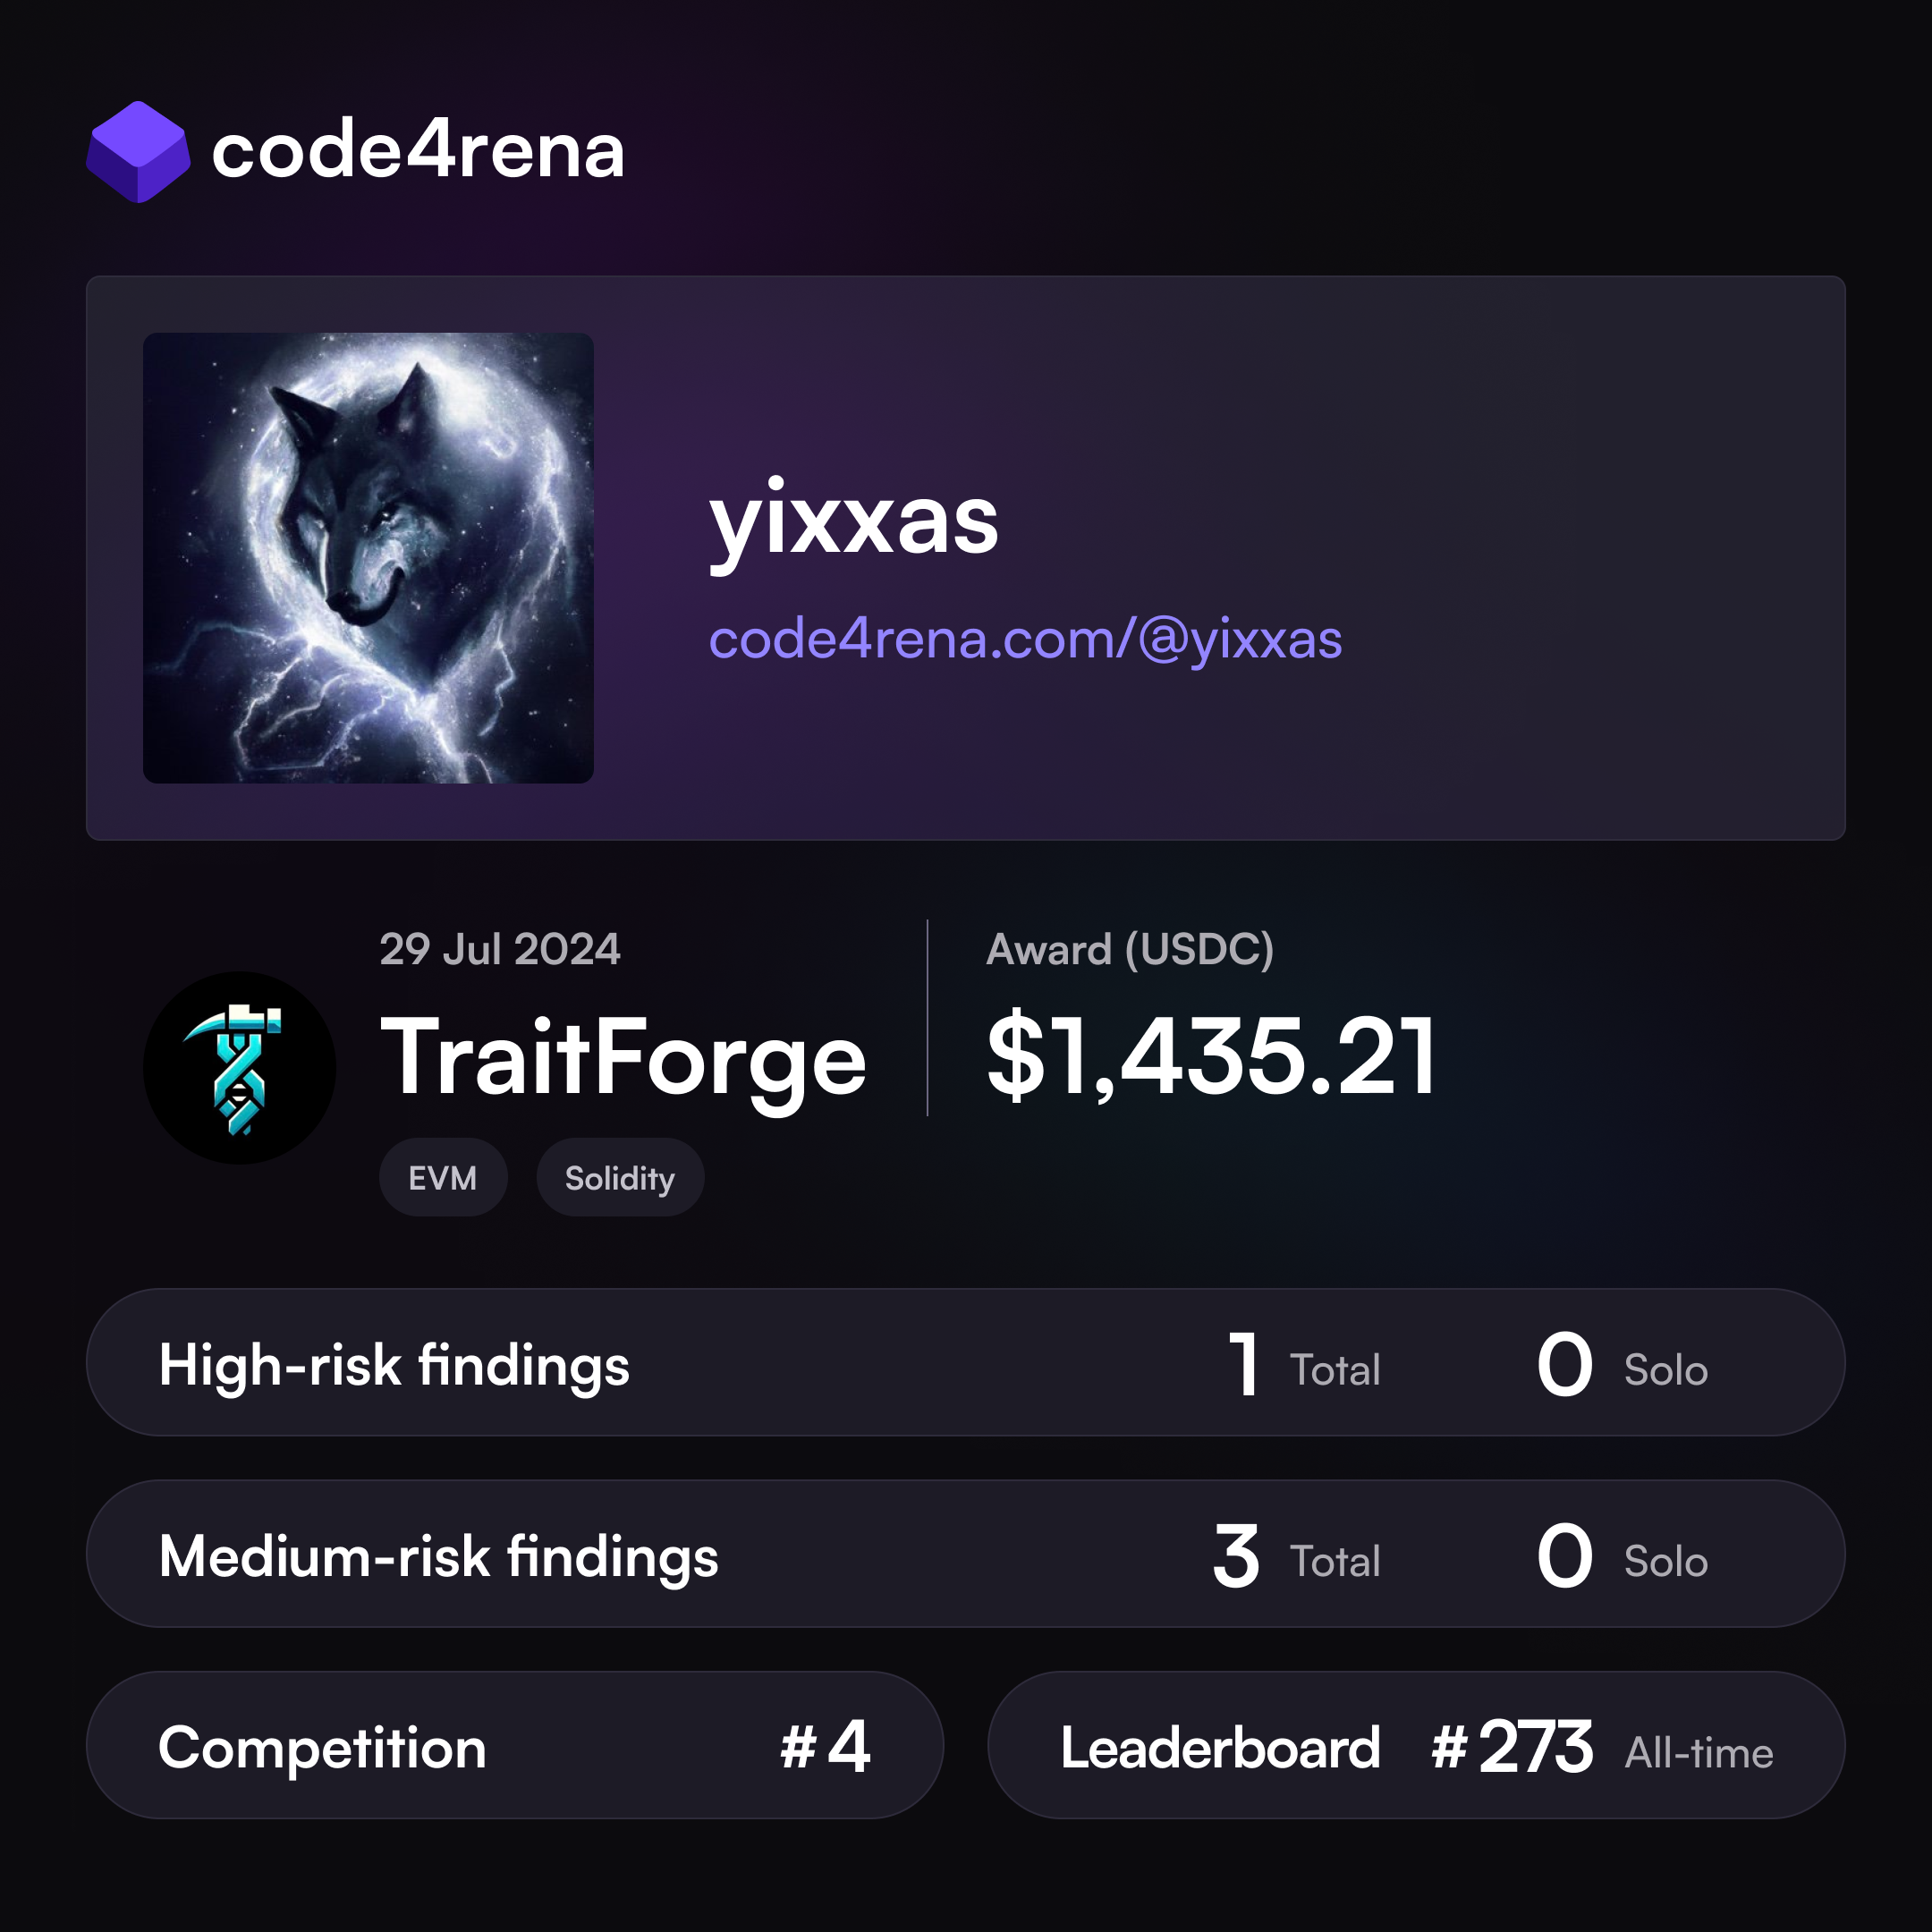 code4rena
yixxas
code4rena.com/@yixxas
29 Jul 2024
TraitForge
EVM Solidity
Award (USDC)
$1,435.21
High-risk findings 1 Total 0 Solo
Medium-risk findings 3 Total 0 Solo
Competition #4
Leaderboard #273 All-time